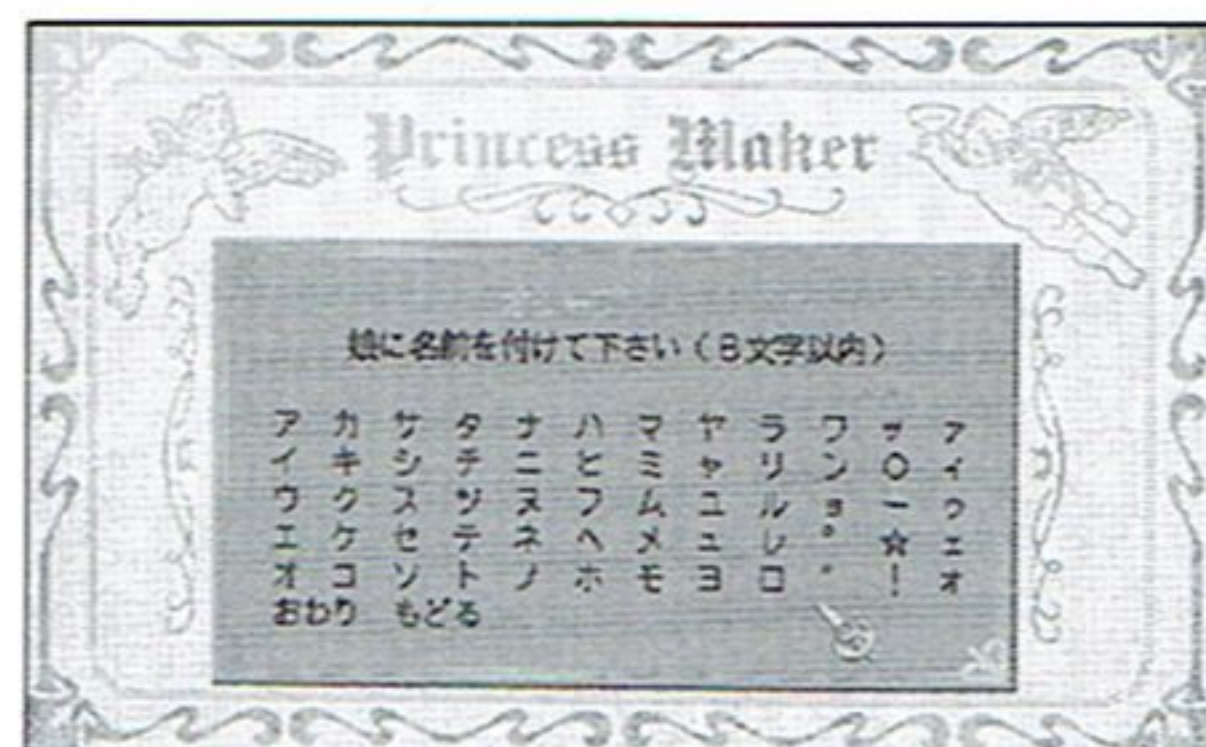 Princess Maker
娘に名前を付けて下さい(8文字以内)
ア カ サ タ ナ ハ マ ヤ ラ ワ ッ ァ
イ キ シ チ ニ ヒ ミ ャ リ ン ○ ィ
ウ ク ス ツ ヌ フ ム ユ ル ョ ー ゥ
エ ケ セ テ ネ ヘ メ ュ レ ゜ ☆ ェ
オ コ ソ ト ノ ホ モ ヨ ロ ゛ ! ォ
おわり もどる